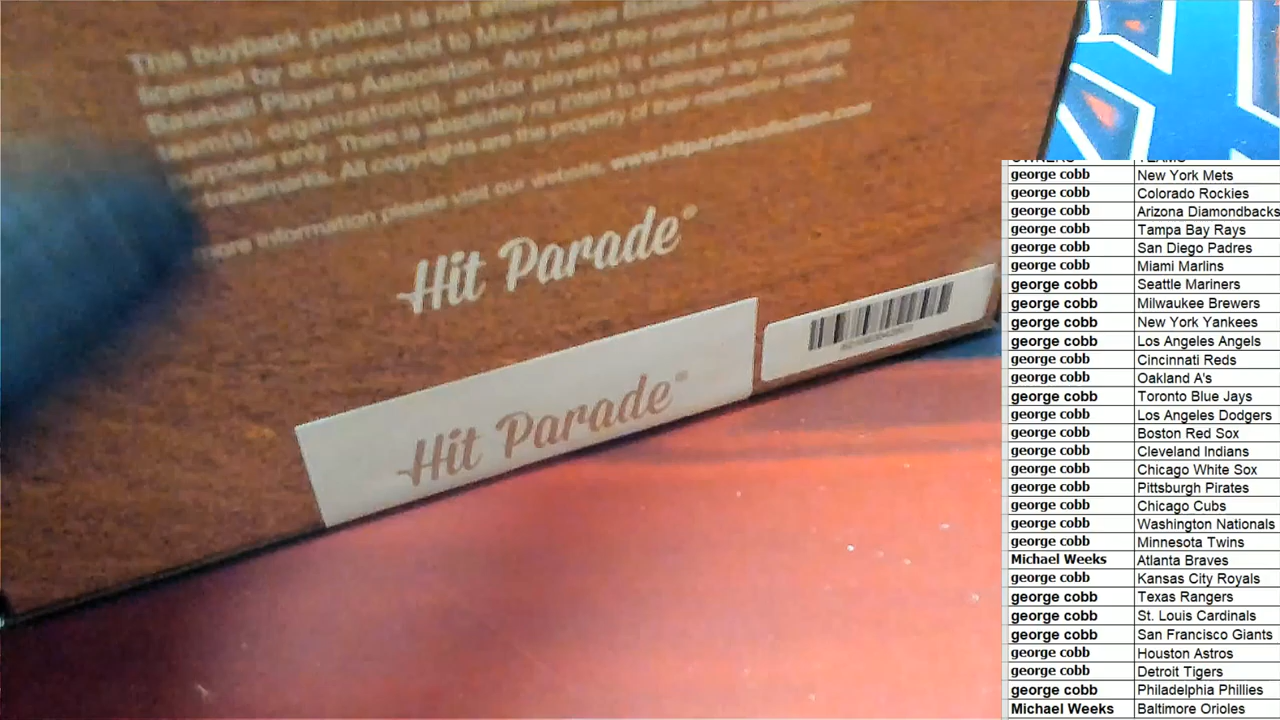 This buyback product is not
licensed by or connected to Major League Baseball
Baseball Player's Association. Any use of the name(s) of a
team(s), organization(s), and/or player(s) is used for identification
purposes only. There is absolutely no intent to challenge any copyrights
trademarks. All copyrights are the property of their respective owners.
more information please visit our website, www.hitparadecollection.com
Hit Parade®
Hit Parade®
OWNERS TEAMS
george cobb New York Mets
george cobb Colorado Rockies
george cobb Arizona Diamondbacks
george cobb Tampa Bay Rays
george cobb San Diego Padres
george cobb Miami Marlins
george cobb Seattle Mariners
george cobb Milwaukee Brewers
george cobb New York Yankees
george cobb Los Angeles Angels
george cobb Cincinnati Reds
george cobb Oakland A's
george cobb Toronto Blue Jays
george cobb Los Angeles Dodgers
george cobb Boston Red Sox
george cobb Cleveland Indians
george cobb Chicago White Sox
george cobb Pittsburgh Pirates
george cobb Chicago Cubs
george cobb Washington Nationals
george cobb Minnesota Twins
Michael Weeks Atlanta Braves
george cobb Kansas City Royals
george cobb Texas Rangers
george cobb St. Louis Cardinals
george cobb San Francisco Giants
george cobb Houston Astros
george cobb Detroit Tigers
george cobb Philadelphia Phillies
Michael Weeks Baltimore Orioles